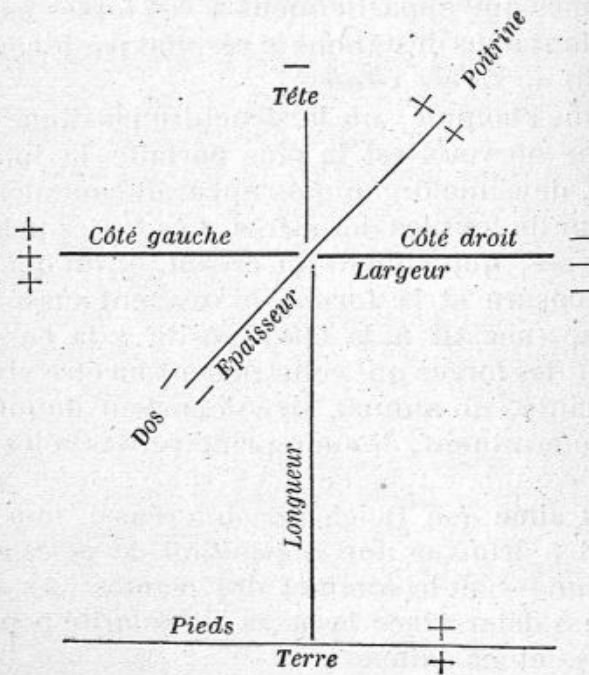 —
Tête
Poitrine
+ +
+ + +
Côté gauche
Côté droit
— — —
Largeur
Epaisseur
— —
Dos
Longueur
Pieds
+ +
Terre